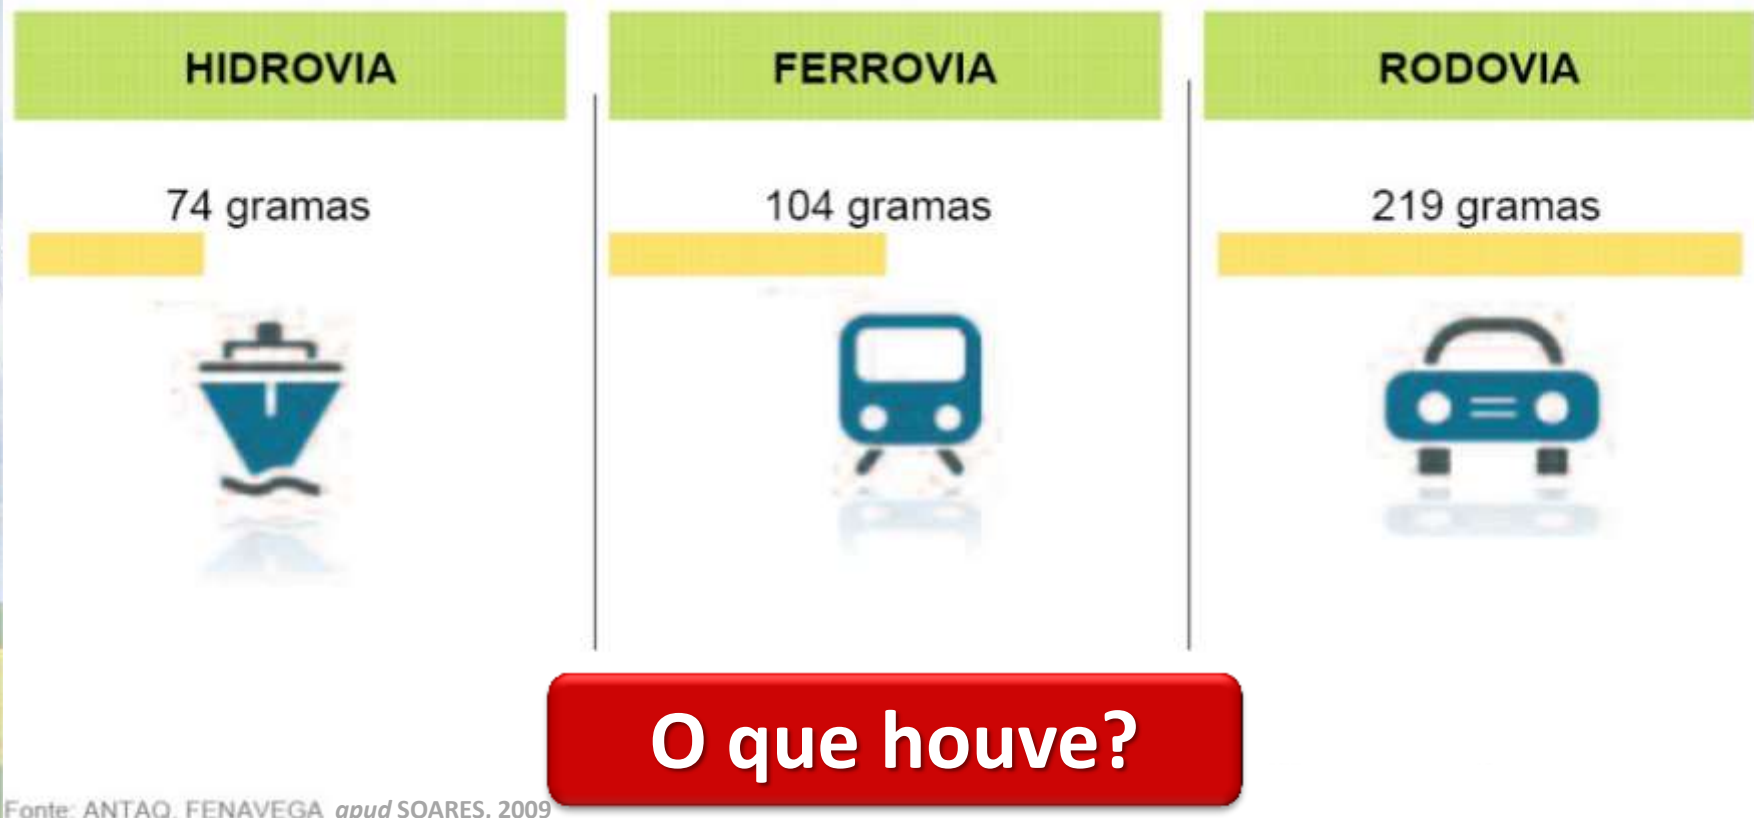 HIDROVIA
FERROVIA
RODOVIA
74 gramas
104 gramas
219 gramas
O que houve?
Fonte: ANTAQ, FENAVEGA apud SOARES, 2009